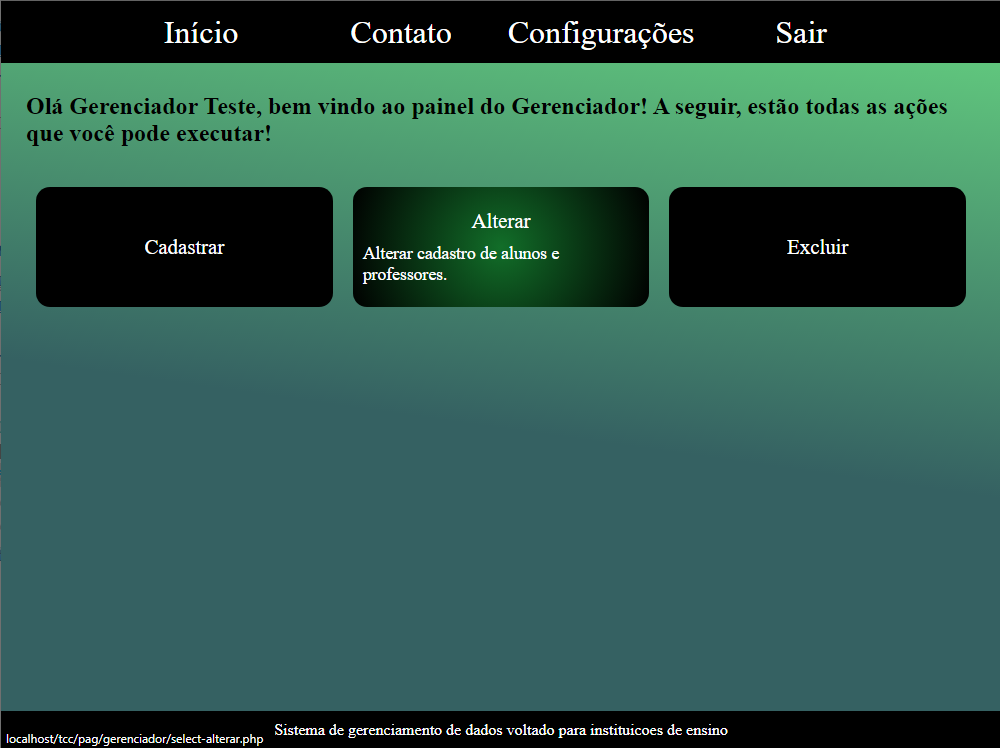 Início Contato Configurações Sair
Olá Gerenciador Teste, bem vindo ao painel do Gerenciador! A seguir, estão todas as ações
que você pode executar!
Cadastrar
Alterar
Alterar cadastro de alunos e
professores.
Excluir
Sistema de gerenciamento de dados voltado para instituicoes de ensino
localhost/tcc/pag/gerenciador/select-alterar.php